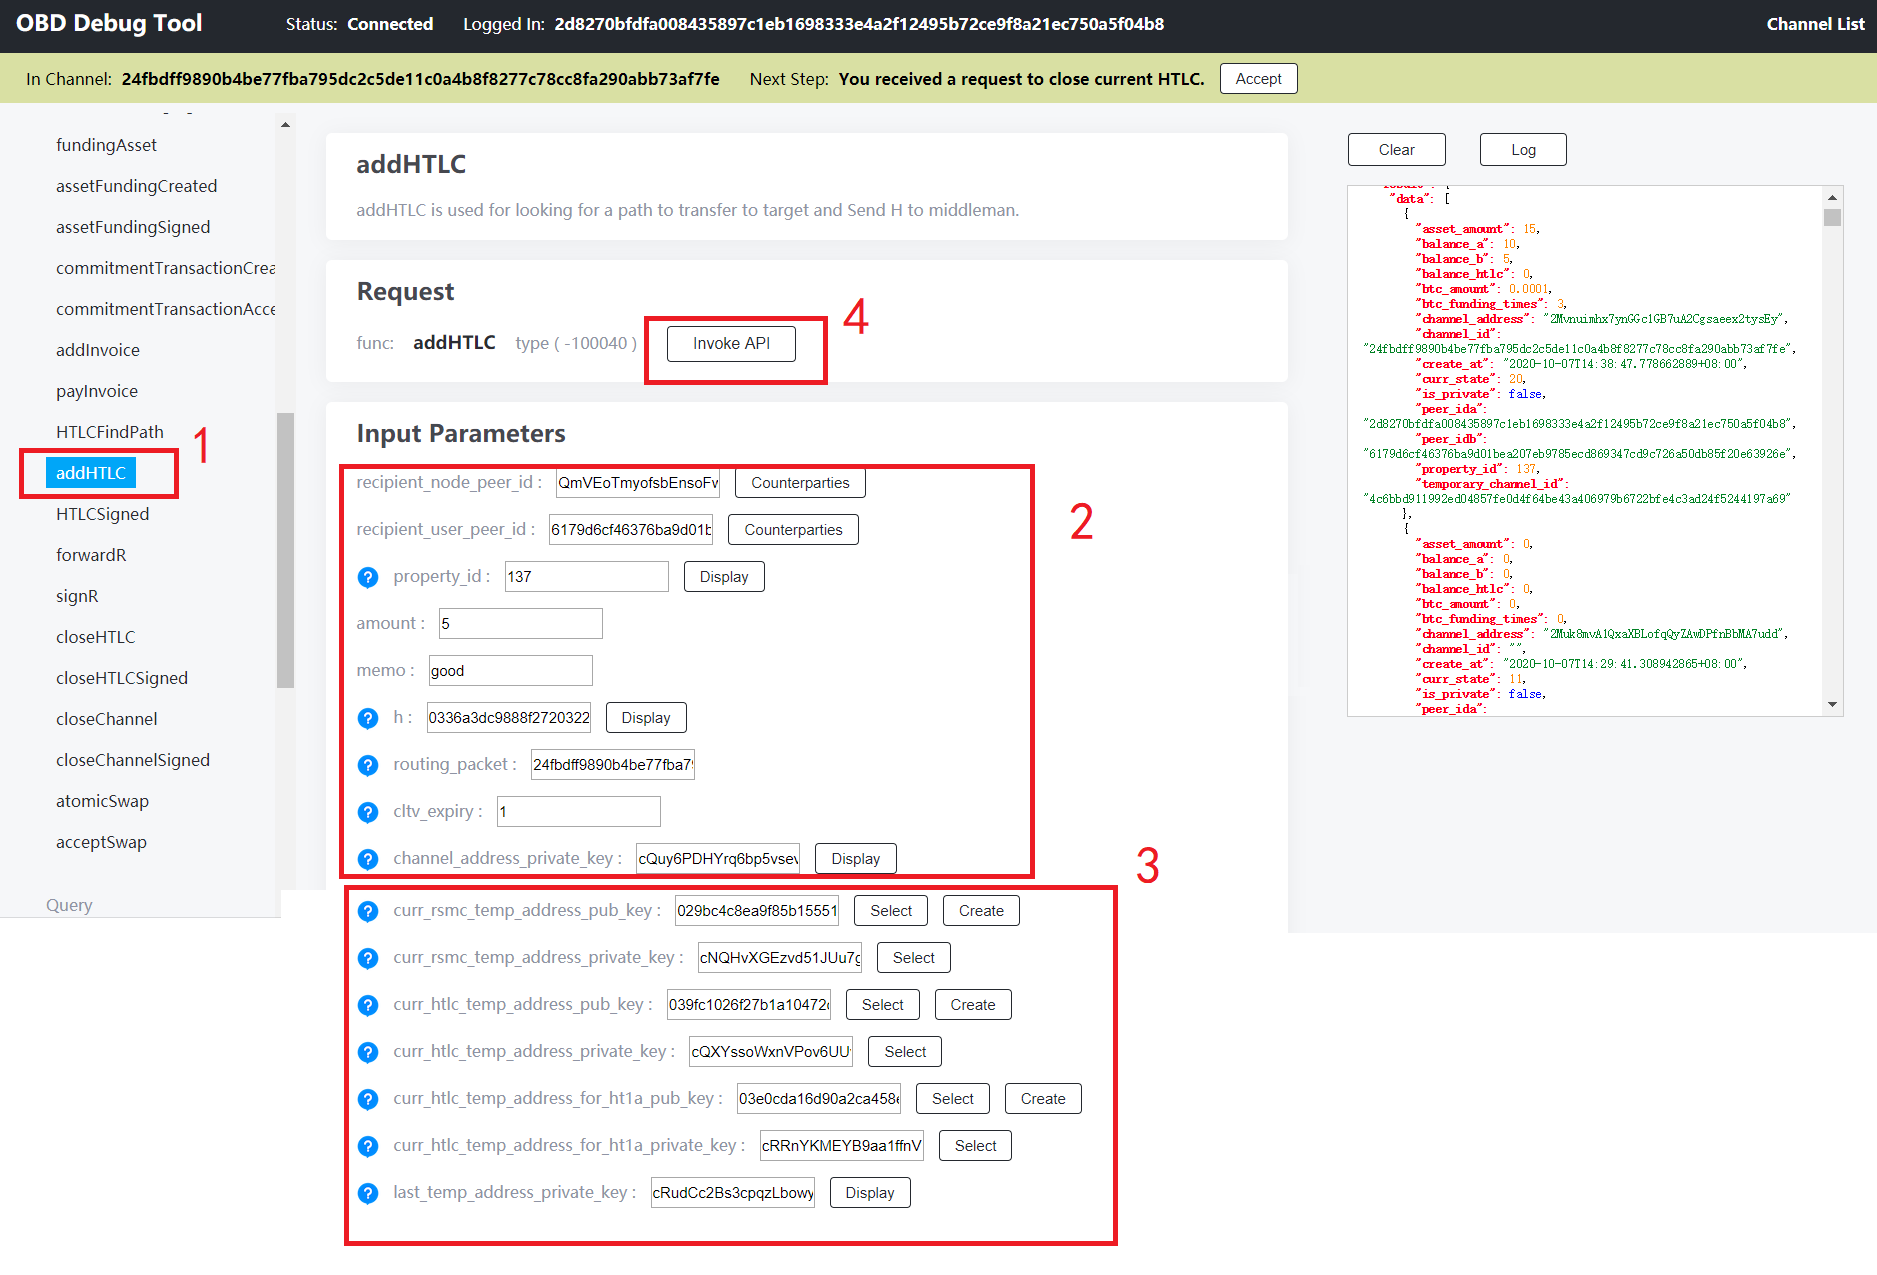 OBD Debug Tool
Status: Connected
Logged In: 2d8270bfdfa008435897c1eb1698333e4a2f12495b72ce9f8a21ec750a5f04b8
Channel List
In Channel: 24fbdff9890b4be77fba795dc2c5de11c0a4b8f8277c78cc8fa290abb73af7fe
Next Step: You received a request to close current HTLC.
Accept
fundingAsset
assetFundingCreated
assetFundingSigned
commitmentTransactionCrea
commitmentTransactionAcce
addInvoice
payInvoice
HTLCFindPath
1
addHTLC
HTLCSigned
forwardR
signR
closeHTLC
closeHTLCSigned
closeChannel
closeChannelSigned
atomicSwap
acceptSwap
Query
addHTLC
addHTLC is used for looking for a path to transfer to target and Send H to middleman.
Request
func: addHTLC type ( -100040 ) Invoke API
4
Input Parameters
recipient_node_peer_id : QmVEoTmyofsbEnsoFw Counterparties
2
recipient_user_peer_id : 6179d6cf46376ba9d01b Counterparties
? property_id : 137 Display
amount : 5
memo : good
? h : 0336a3dc9888f2720322 Display
? routing_packet : 24fbdff9890b4be77fba79
? cltv_expiry : 1
? channel_address_private_key : cQuy6PDHYrq6bp5vsev Display
3
? curr_rsmc_temp_address_pub_key : 029bc4c8ea9f85b15551 Select Create
? curr_rsmc_temp_address_private_key : cNQHvXGEzvd51JUu7g Select
? curr_htlc_temp_address_pub_key : 039fc1026f27b1a10472c Select Create
? curr_htlc_temp_address_private_key : cQXYssoWxnVPov6UU Select
? curr_htlc_temp_address_for_ht1a_pub_key : 03e0cda16d90a2ca458e Select Create
? curr_htlc_temp_address_for_ht1a_private_key : cRRnYKMEYB9aa1ffnV Select
? last_temp_address_private_key : cRudCc2Bs3cpqzLbowy Display
Clear
Log
"data": [
{
"asset_amount": 15,
"balance_a": 10,
"balance_b": 5,
"balance_htlc": 0,
"btc_amount": 0.0001,
"btc_funding_times": 3,
"channel_address": "2Mvnuimhx7ynGGc1GB7uA2Cgsaeex2tysEy",
"channel_id":
"24fbdff9890b4be77fba795dc2c5de11c0a4b8f8277c78cc8fa290abb73af7fe",
"create_at": "2020-10-07T14:38:47.778662889+08:00",
"curr_state": 20,
"is_private": false,
"peer_ida":
"2d8270bfdfa008435897c1eb1698333e4a2f12495b72ce9f8a21ec750a5f04b8",
"peer_idb":
"6179d6cf46376ba9d01bea207eb9785ecd869347cd9c726a50db85f20e63926e",
"property_id": 137,
"temporary_channel_id":
"4c6bbd911992ed04857fe0d4f64be43a406979b6722bfe4c3ad24f5244197a69"
},
{
"asset_amount": 0,
"balance_a": 0,
"balance_b": 0,
"balance_htlc": 0,
"btc_amount": 0,
"btc_funding_times": 0,
"channel_address": "2Muk8mvA1QxaXBLofqQyZAwDPfnBbMA7udd",
"channel_id": "",
"create_at": "2020-10-07T14:29:41.308942865+08:00",
"curr_state": 11,
"is_private": false,
"peer_ida":